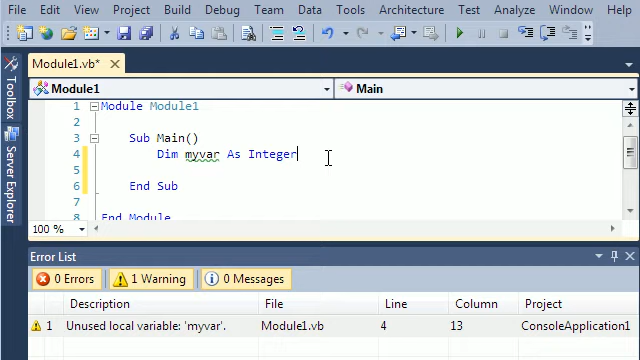 File Edit View Project Build Debug Team Data Tools Architecture Test Analyze Window Help
Toolbox
Module1.vb*
Module1 Main
1 Module Module1
2
3 Sub Main()
4 Dim myvar As Integer
5
6 End Sub
7
8 End Module
100 %
Error List
0 Errors 1 Warning 0 Messages
Description File Line Column Project
1 Unused local variable: 'myvar'. Module1.vb 4 13 ConsoleApplication1